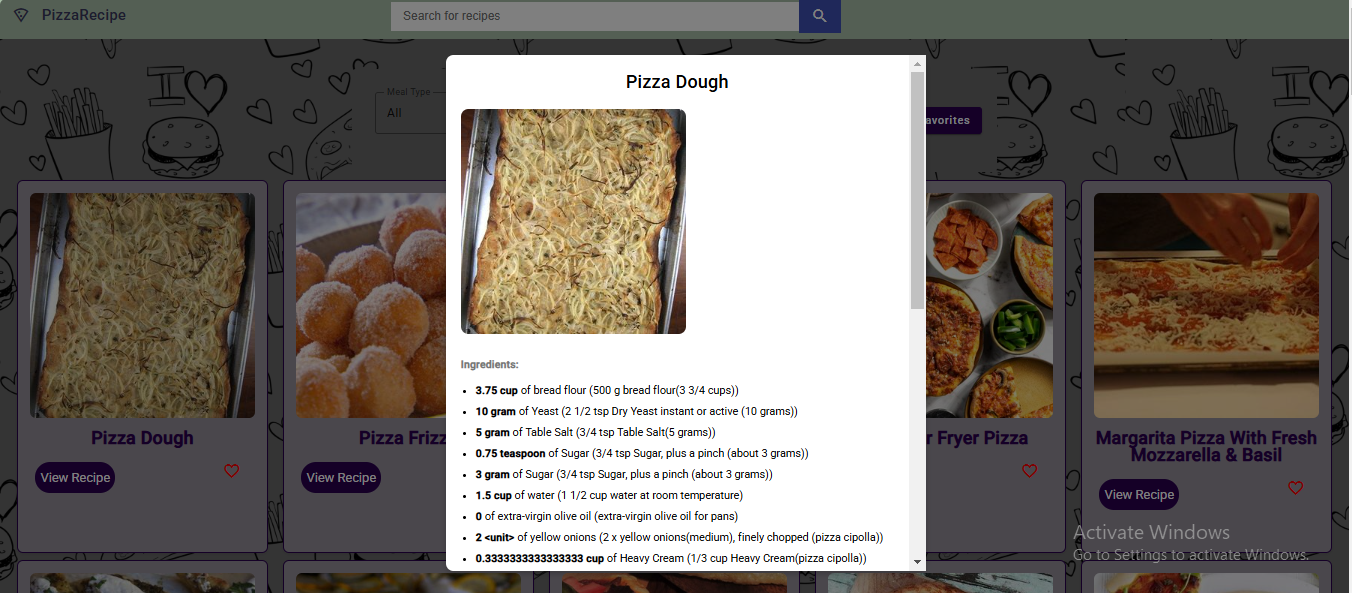 PizzaRecipe
Search for recipes
Pizza Dough
Meal Type
All
avorites
Ingredients:
3.75 cup of bread flour (500 g bread flour(3 3/4 cups))
10 gram of Yeast (2 1/2 tsp Dry Yeast instant or active (10 grams))
5 gram of Table Salt (3/4 tsp Table Salt(5 grams))
0.75 teaspoon of Sugar (3/4 tsp Sugar, plus a pinch (about 3 grams))
3 gram of Sugar (3/4 tsp Sugar, plus a pinch (about 3 grams))
1.5 cup of water (1 1/2 cup water at room temperature)
0 of extra-virgin olive oil (extra-virgin olive oil for pans)
2 <unit> of yellow onions (2 x yellow onions(medium), finely chopped (pizza cipolla))
0.3333333333333333 cup of Heavy Cream (1/3 cup Heavy Cream(pizza cipolla))
Pizza Dough
View Recipe
Pizza Frizz
View Recipe
r Fryer Pizza
Margarita Pizza With Fresh
Mozzarella & Basil
View Recipe
Activate Windows
Go to Settings to activate Windows.